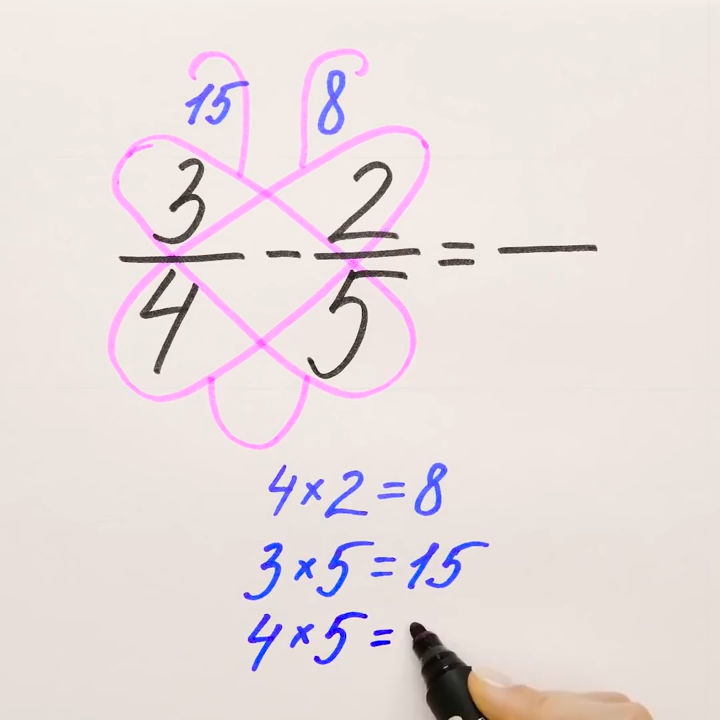 15 8
3/4 - 2/5 = —
4×2=8
3×5=15
4×5=